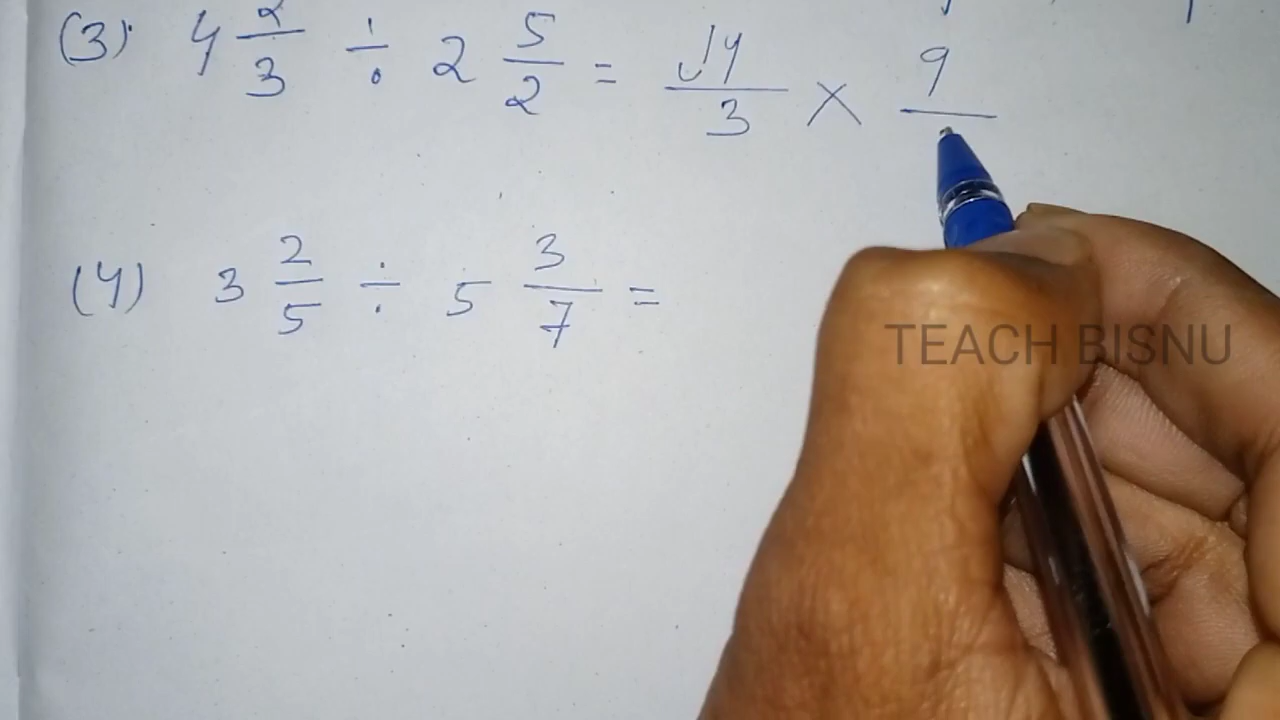 (3) 4 2/3 ÷ 2 5/2 = 14/3 × 9/
(4) 3 2/5 ÷ 5 3/7 =
TEACH BISNU